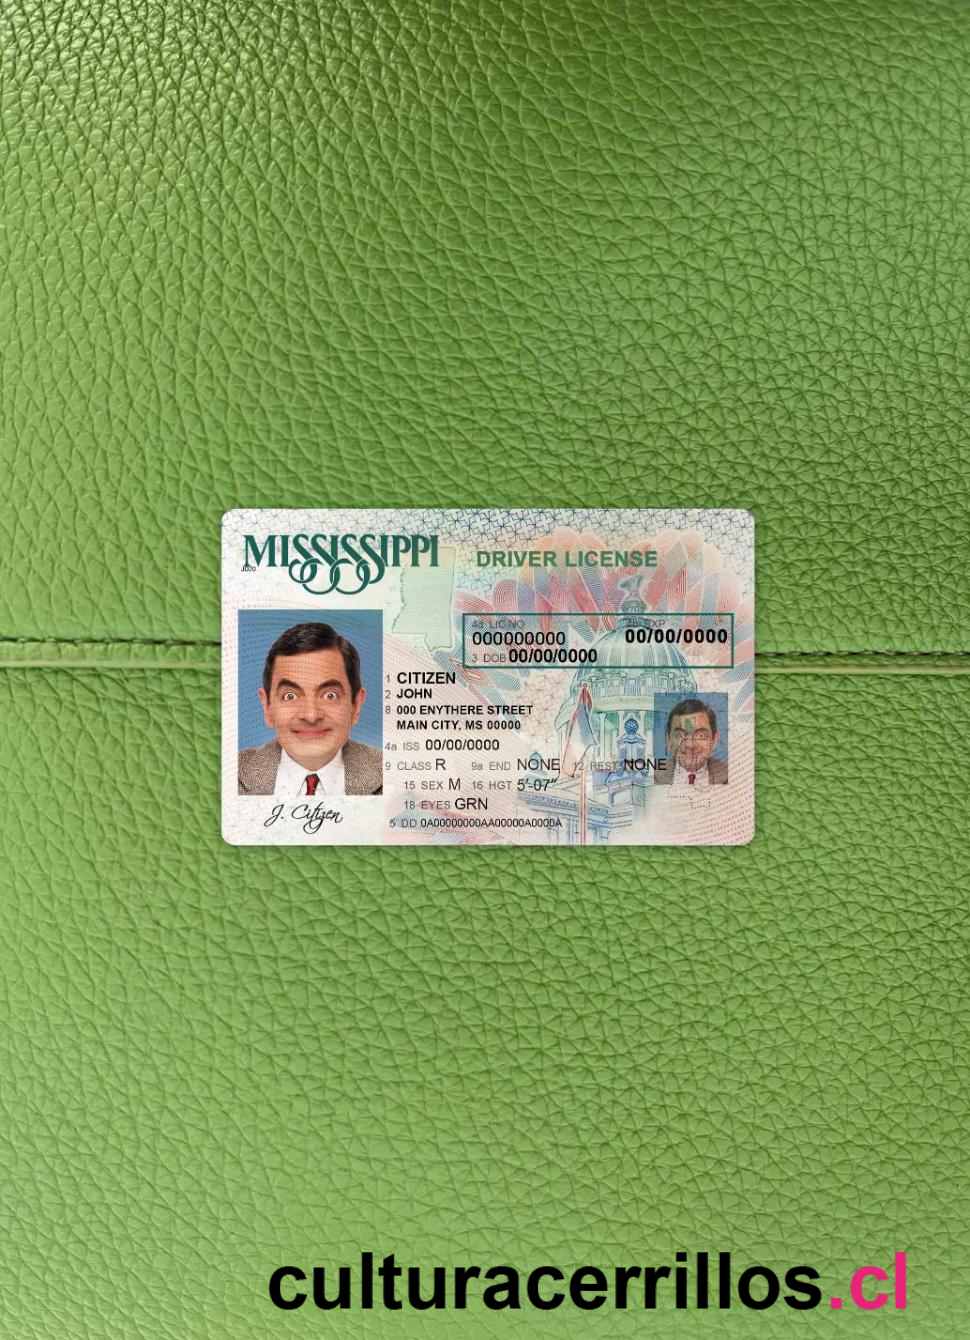 MISSISSIPPI DRIVER LICENSE
4d LIC NO 4b EXP
000000000 00/00/0000
3 DOB 00/00/0000
1 CITIZEN
2 JOHN
8 000 ENYTHERE STREET
MAIN CITY, MS 00000
4a ISS 00/00/0000
9 CLASS R 9a END NONE 12 REST NONE
15 SEX M 16 HGT 5'-07"
18 EYES GRN
J. Citizen
5 DD 0A00000000AA00000A0000A
culturacerrillos.cl